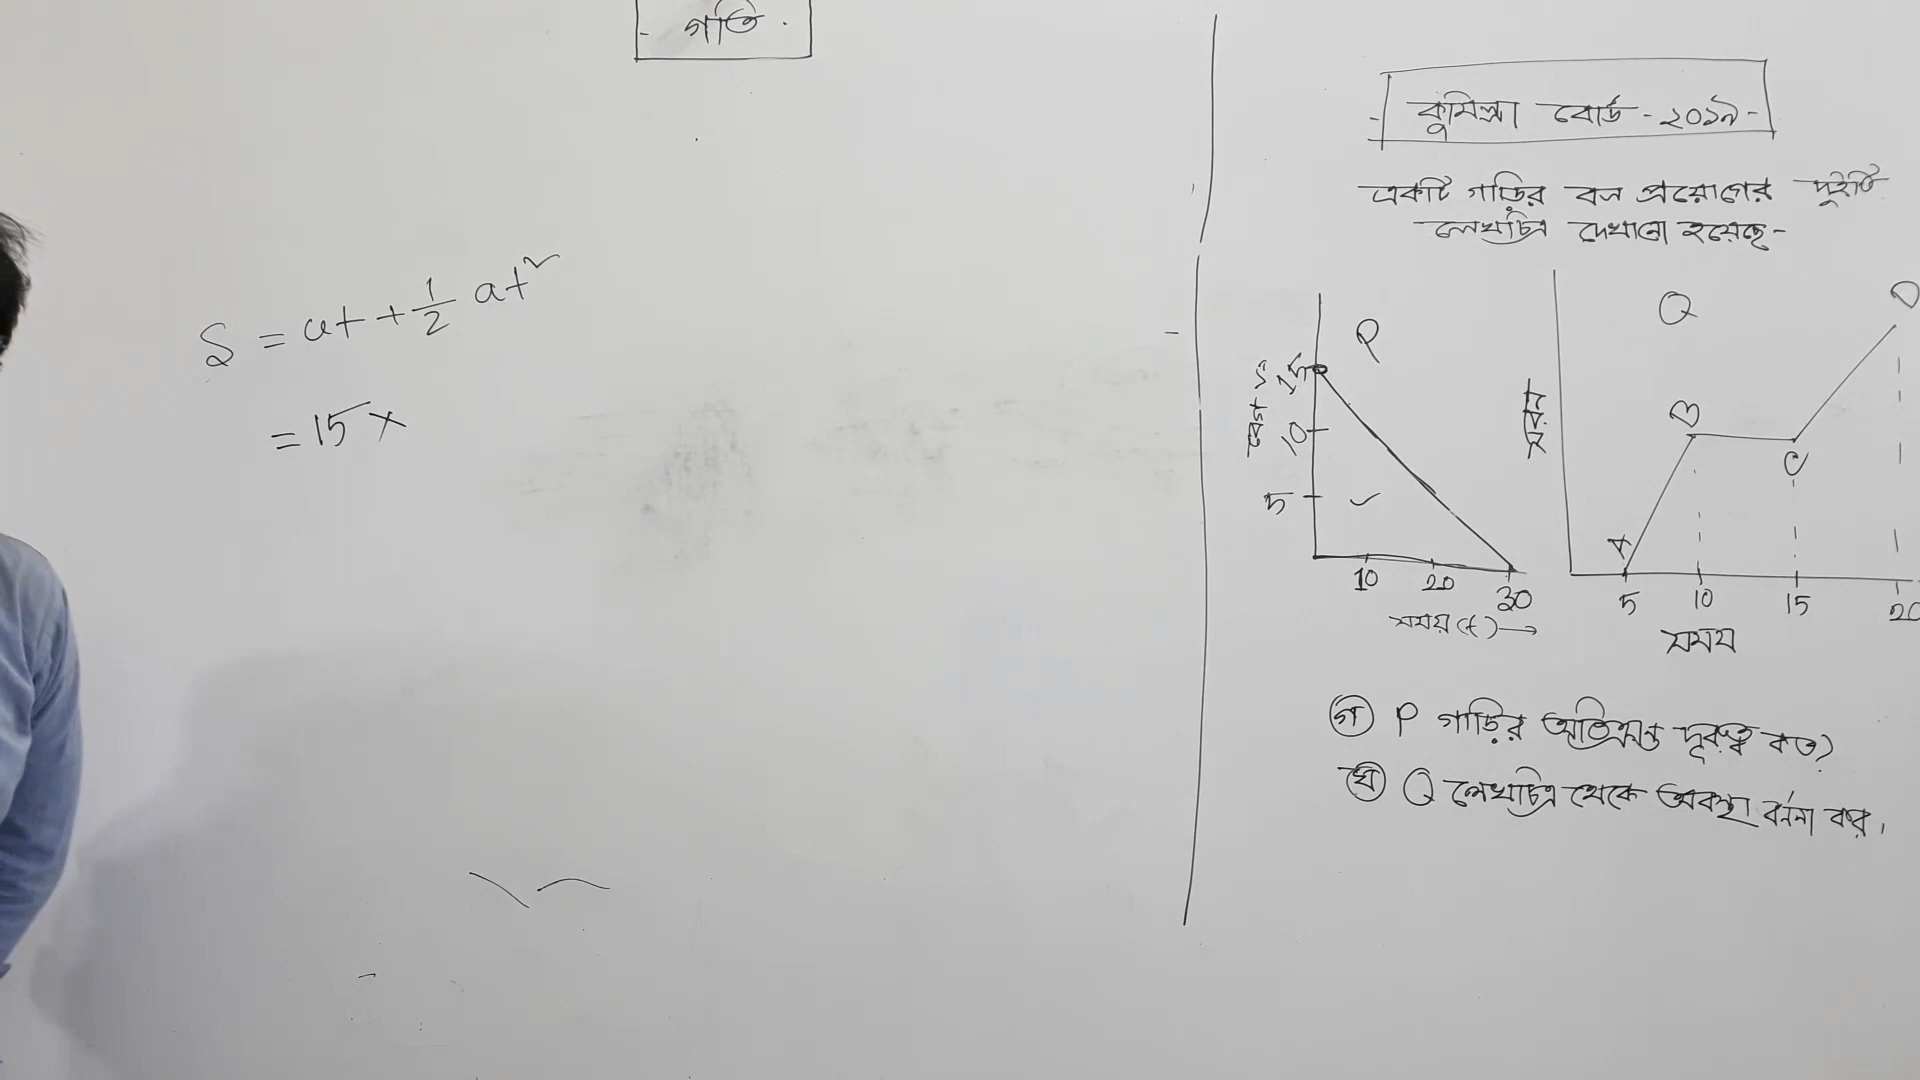 গতি
S = ut + 1/2 at²
= 15 ×
কুমিল্লা বোর্ড - ২০১৯
একটি গাড়ির বল প্রয়োগের দুইটি
লেখচিত্র দেখানো হয়েছে-
P
15
10
5
10 20 30
সময় (t) →
Q
D
B
C
A
সরণ
5 10 15 20
সময়
গ P গাড়ির অতিক্রান্ত দূরত্ব কত?
ঘ Q লেখচিত্র থেকে অবস্থা বর্ননা কর।